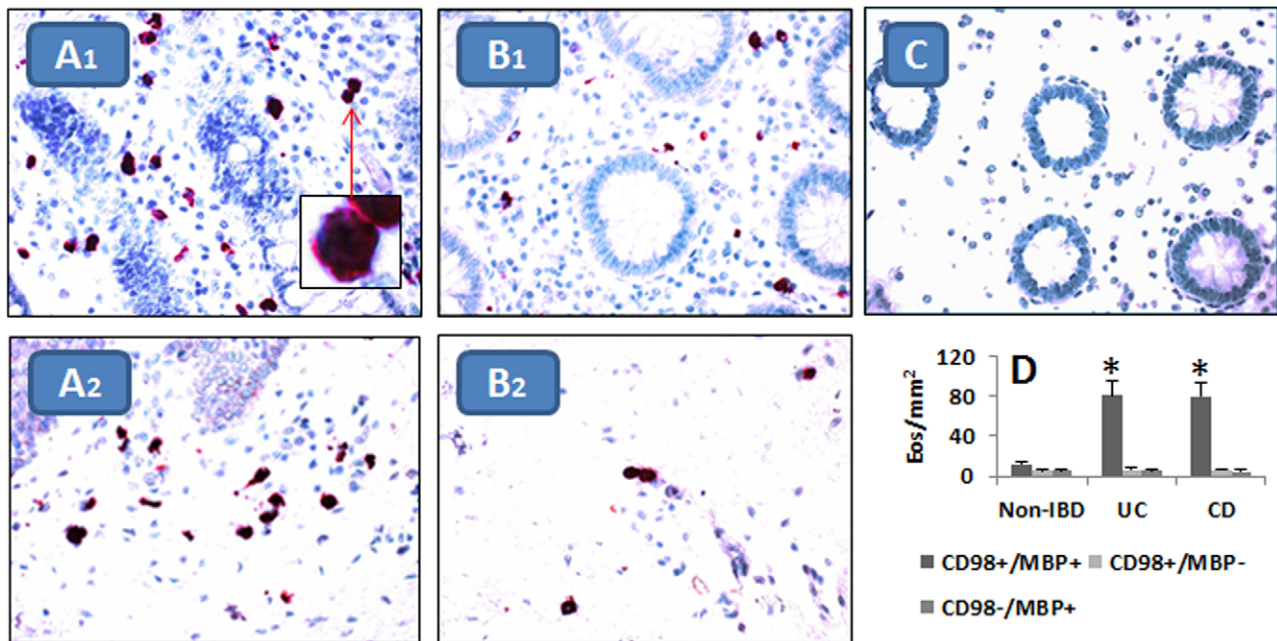 A1
B1
C
A2
B2
120
80
40
0
Eos/mm²
D
*
*
Non-IBD UC CD
CD98+/MBP+ CD98+/MBP-
CD98-/MBP+